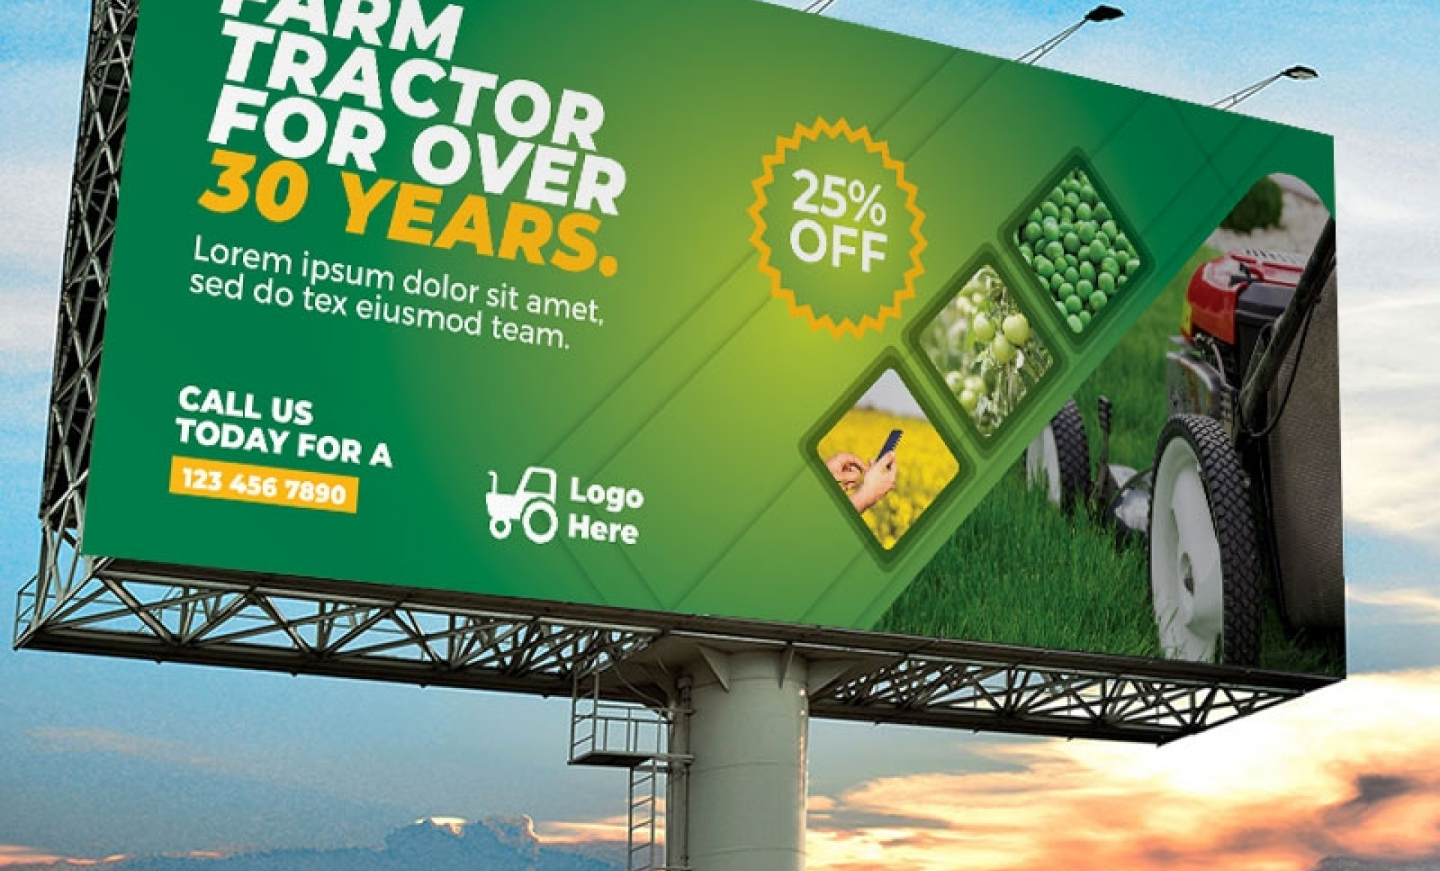 FARM
TRACTOR
FOR OVER
30 YEARS.
Lorem ipsum dolor sit amet,
sed do tex eiusmod team.
25%
OFF
CALL US
TODAY FOR A
123 456 7890
Logo
Here